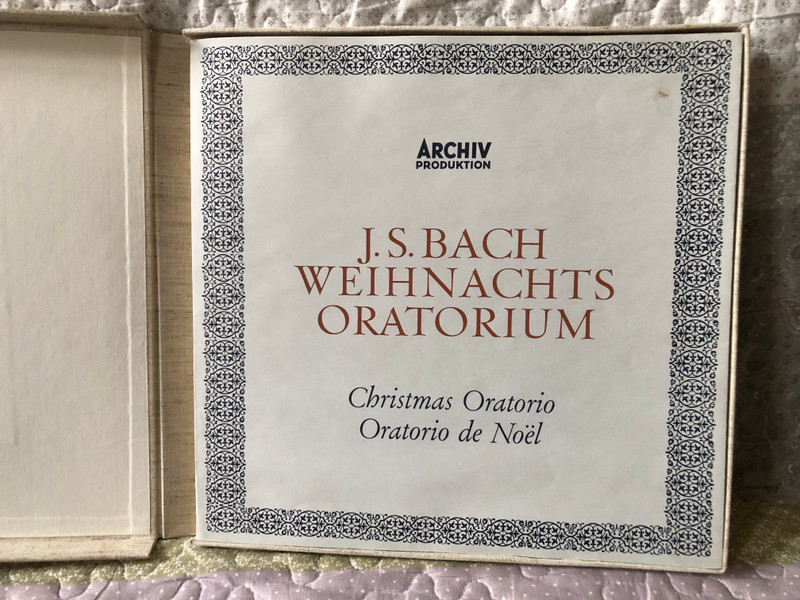 ARCHIV
PRODUKTION
J. S. BACH
WEIHNACHTS
ORATORIUM
Christmas Oratorio
Oratorio de Noël